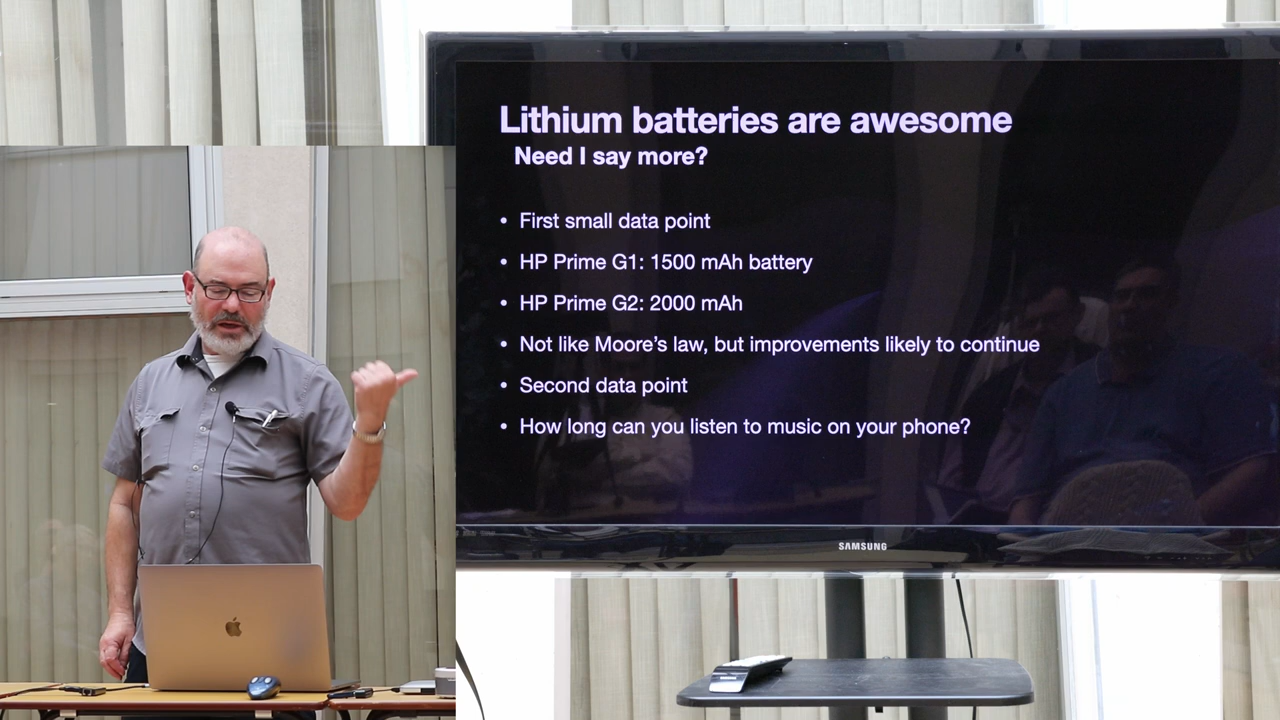 Lithium batteries are awesome
Need I say more?
• First small data point
• HP Prime G1: 1500 mAh battery
• HP Prime G2: 2000 mAh
• Not like Moore’s law, but improvements likely to continue
• Second data point
• How long can you listen to music on your phone?
SAMSUNG